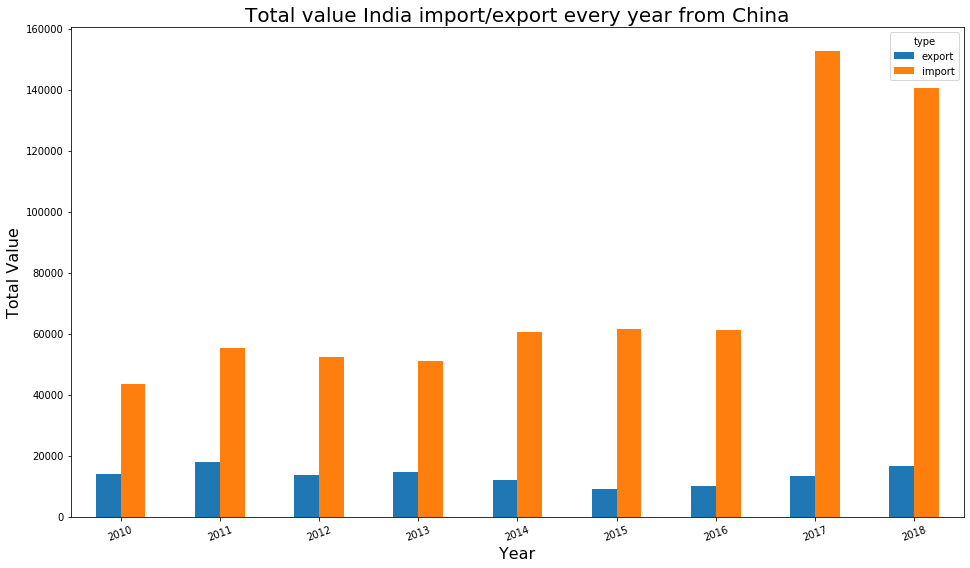 Total value India import/export every year from China
type
export
import
160000
140000
120000
100000
80000
60000
40000
20000
0
Total Value
2010 2011 2012 2013 2014 2015 2016 2017 2018
Year